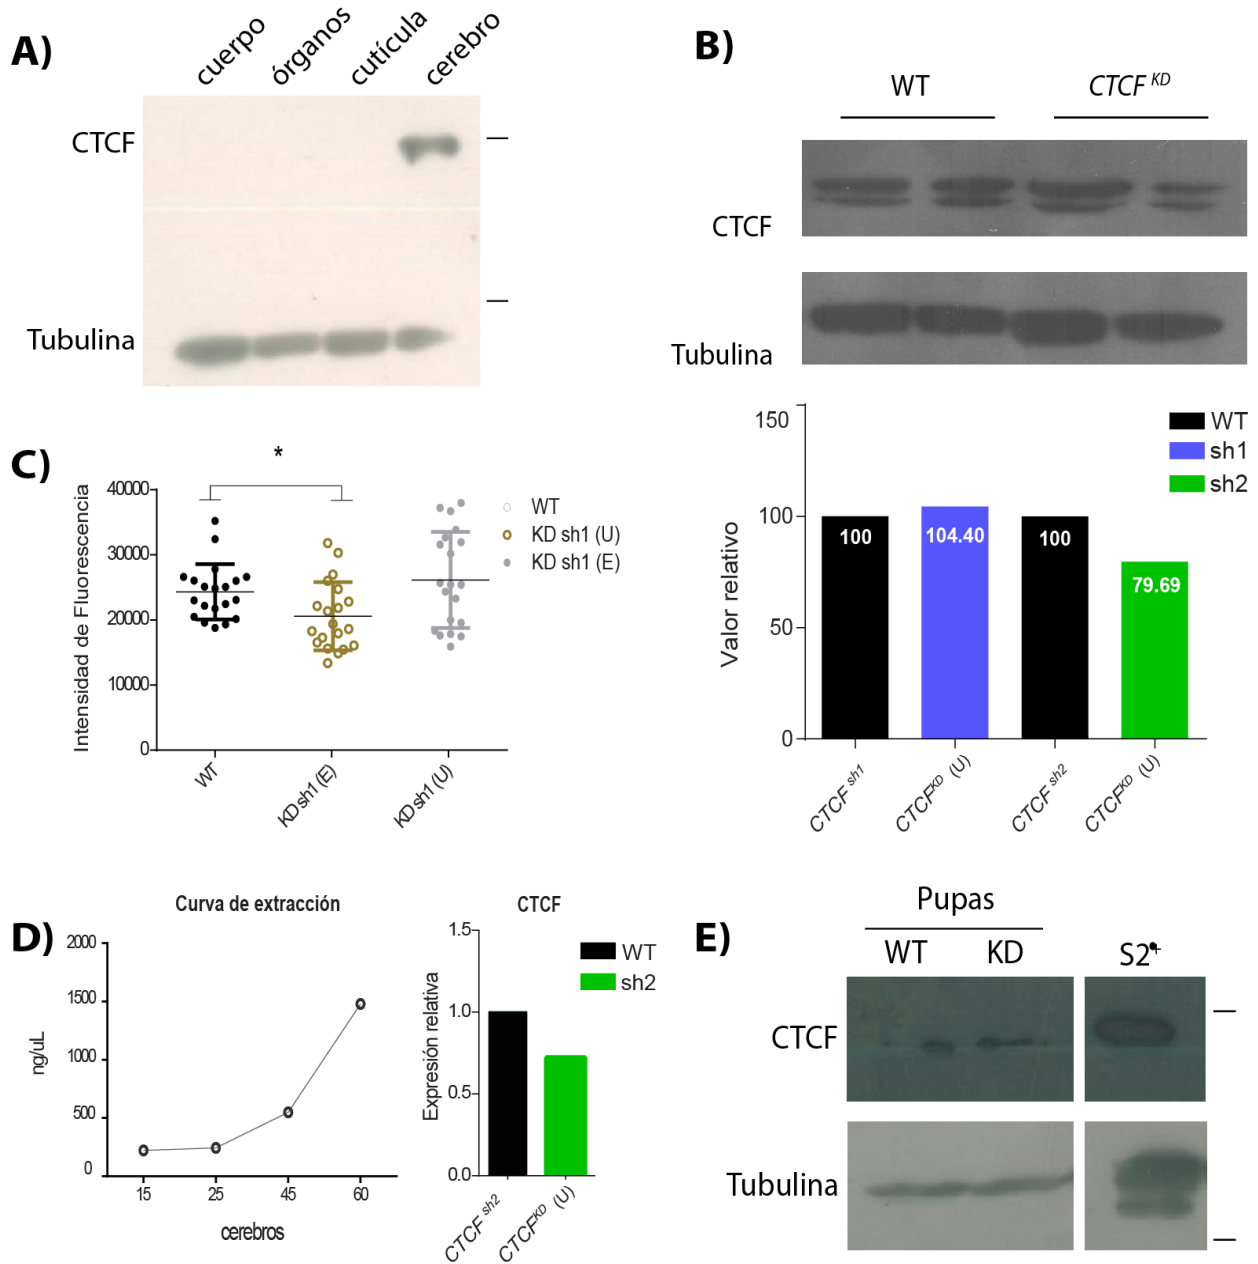 A)
cuerpo
órganos
cutícula
cerebro
CTCF
Tubulina
B)
WT
CTCF KD
CTCF
Tubulina
150
100
50
0
Valor relativo
WT
sh1
sh2
100
104.40
100
79.69
CTCF sh1
CTCF KD (U)
CTCF sh2
CTCF KD (U)
C)
*
Intensidad de Fluorescencia
40000
30000
20000
10000
0
WT
KD sh1 (U)
KD sh1 (E)
WT
KD sh1 (E)
KD sh1 (U)
D)
Curva de extracción
2000
1500
1000
500
0
ng/uL
15
25
45
60
cerebros
CTCF
1.5
1.0
0.5
0.0
Expresión relativa
WT
sh2
CTCF sh2
CTCF KD (U)
E)
Pupas
WT
KD
S2•+
CTCF
Tubulina